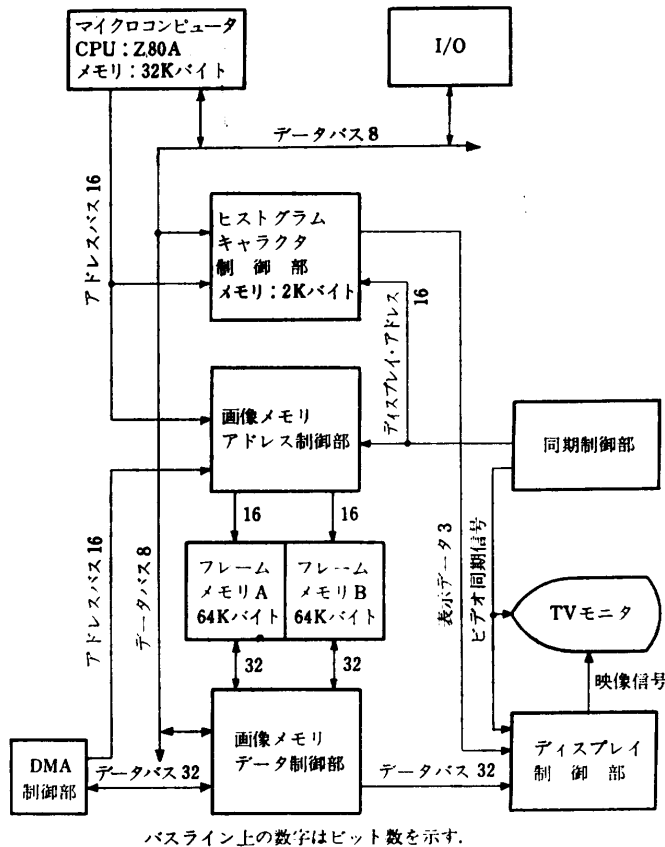 マイクロコンピュータ
CPU：Z80A
メモリ：32Kバイト
I/O
データバス8
アドレスバス16
ヒストグラム
キャラクタ
制御部
メモリ：2Kバイト
ディスプレイ・アドレス
16
画像メモリ
アドレス制御部
同期制御部
16
16
アドレスバス16
データバス8
フレーム
メモリA
64Kバイト
フレーム
メモリB
64Kバイト
表示データ3
ビデオ同期信号
TVモニタ
32
32
映像信号
画像メモリ
データ制御部
ディスプレイ
制御部
DMA
制御部
データバス32
データバス32
バスライン上の数字はビット数を示す.